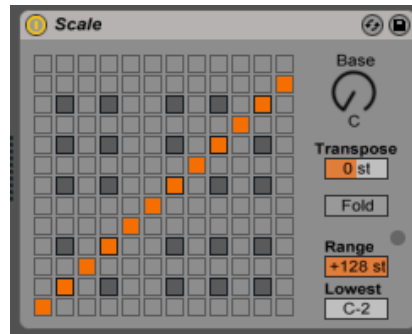 Scale
Base
C
Transpose
0 st
Fold
Range
+128 st
Lowest
C-2